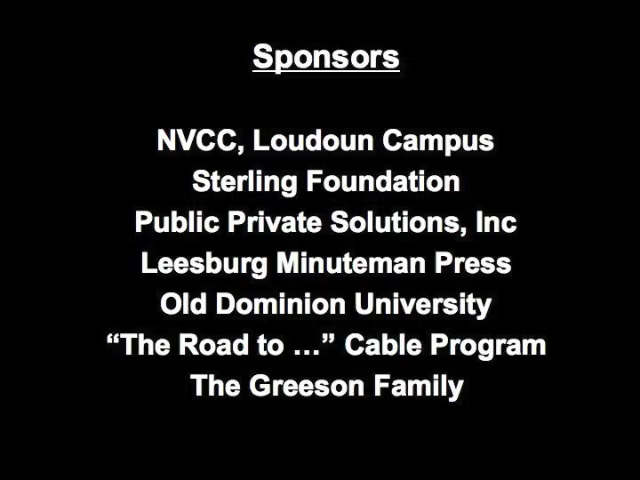 Sponsors
NVCC, Loudoun Campus
Sterling Foundation
Public Private Solutions, Inc
Leesburg Minuteman Press
Old Dominion University
“The Road to …” Cable Program
The Greeson Family